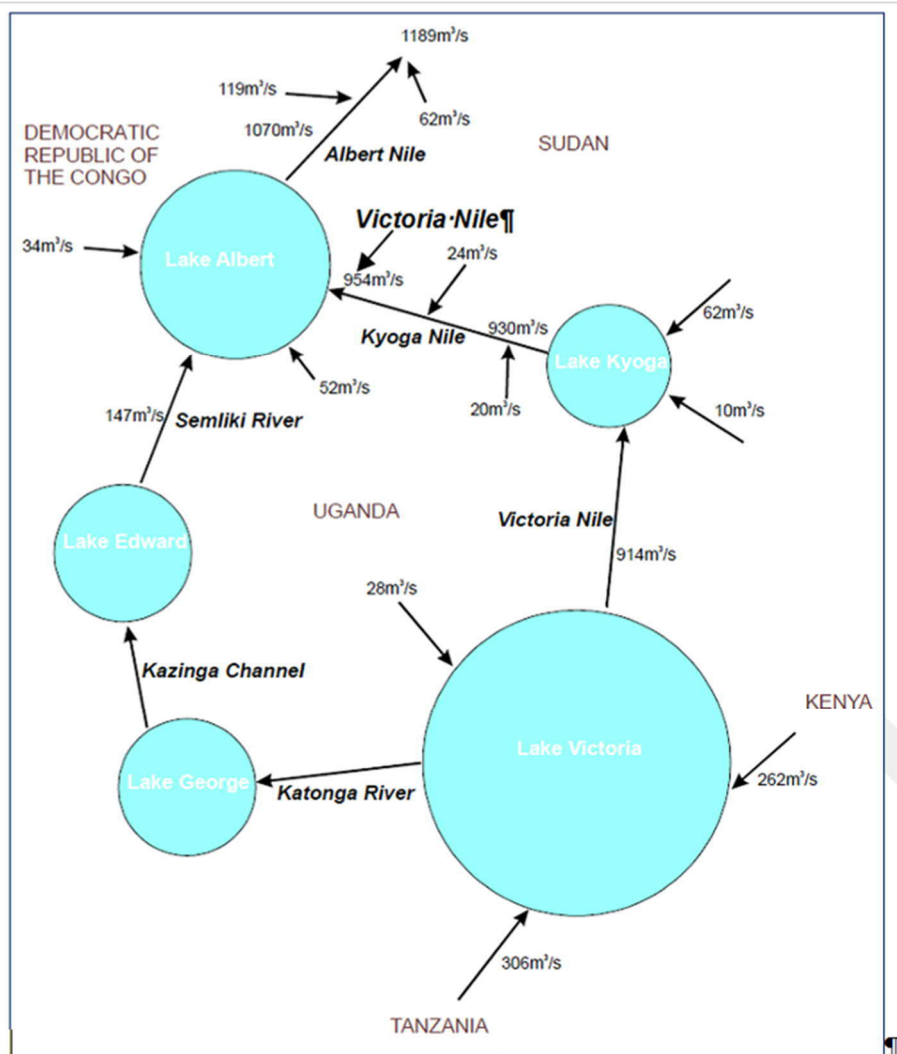 1189m³/s
119m³/s
62m³/s
1070m³/s
DEMOCRATIC
REPUBLIC OF
THE CONGO
SUDAN
Albert Nile
Victoria·Nile¶
34m³/s
Lake Albert
24m³/s
954m³/s
62m³/s
930m³/s
Kyoga Nile
Lake Kyoga
52m³/s
20m³/s
10m³/s
147m³/s
Semliki River
UGANDA
Victoria Nile
Lake Edward
914m³/s
28m³/s
Kazinga Channel
KENYA
Lake Victoria
262m³/s
Lake George
Katonga River
306m³/s
TANZANIA
¶